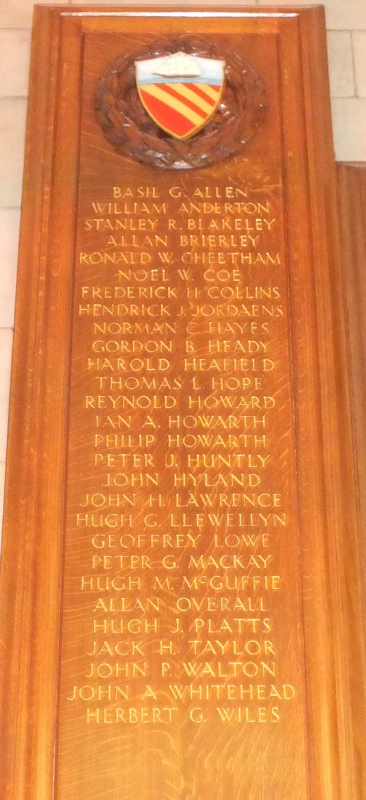 BASIL G. ALLEN
WILLIAM ANDERTON
STANLEY R. BLAKELEY
ALLAN BRIERLEY
RONALD W. CHEETHAM
NOEL W. COE
FREDERICK H. COLLINS
HENDRICK J. JORDAENS
NORMAN C. HAYES
GORDON B. HEADY
HAROLD HEAFIELD
THOMAS L. HOPE
REYNOLD HOWARD
IAN A. HOWARTH
PHILIP HOWARTH
PETER J. HUNTLY
JOHN HYLAND
JOHN H. LAWRENCE
HUGH G. LLEWELLYN
GEOFFREY LOWE
PETER G. MACKAY
HUGH M. McGUFFIE
ALLAN OVERALL
HUGH J. PLATTS
JACK H. TAYLOR
JOHN P. WALTON
JOHN A. WHITEHEAD
HERBERT G. WILES